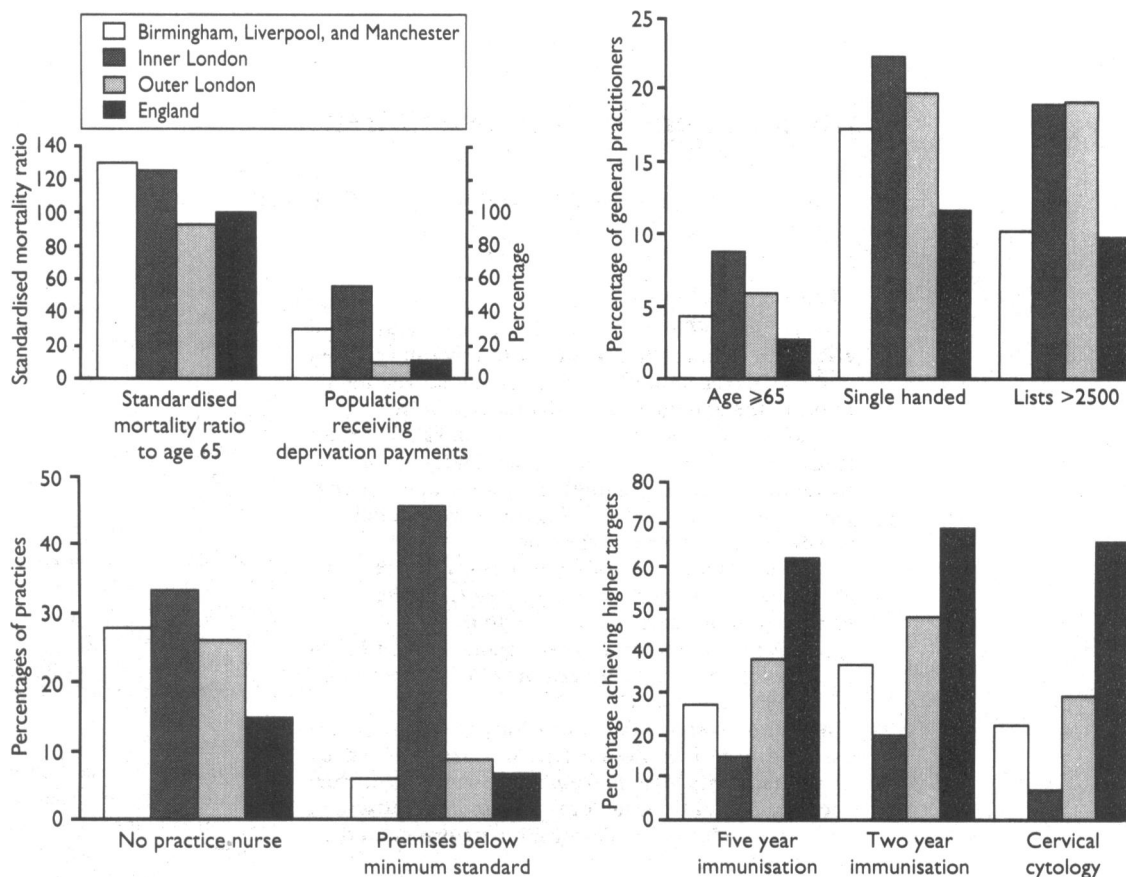 Birmingham, Liverpool, and Manchester
Inner London
Outer London
England
Standardised mortality ratio
140
120
100
80
60
40
20
0
100
80
60
40
20
0
Percentage
Standardised
mortality ratio
to age 65
Population
receiving
deprivation payments
Percentage of general practitioners
25
20
15
10
5
0
Age ⩾65
Single handed
Lists >2500
Percentages of practices
50
40
30
20
10
0
No practice nurse
Premises below
minimum standard
Percentage achieving higher targets
80
70
60
50
40
30
20
10
0
Five year
immunisation
Two year
immunisation
Cervical
cytology